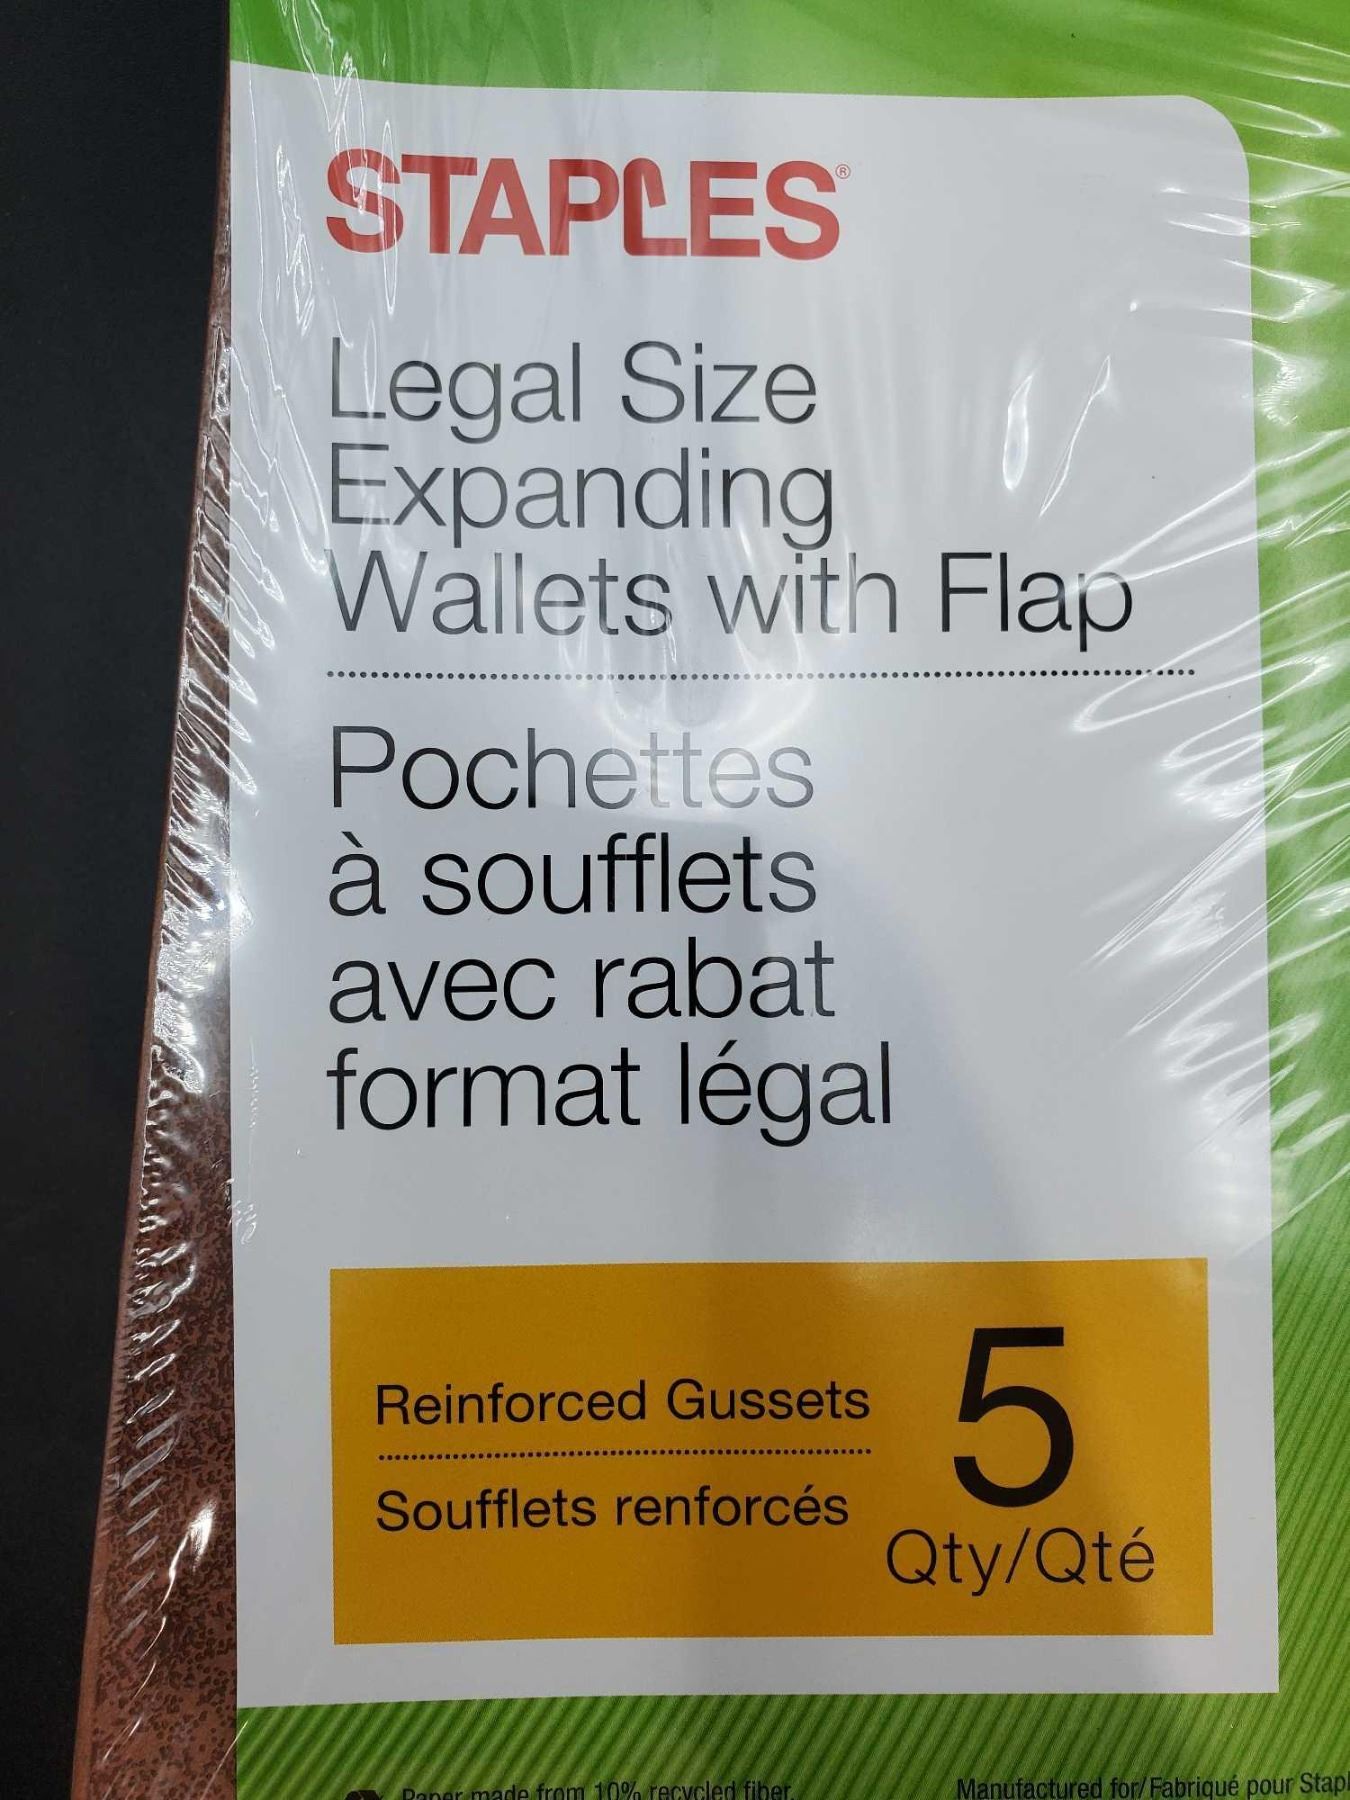 STAPLES®
Legal Size
Expanding
Wallets with Flap
Pochettes
à soufflets
avec rabat
format légal
Reinforced Gussets
Soufflets renforcés
5
Qty/Qté
Paper made from 10% recycled fiber.
Manufactured for/Fabriqué pour Stapl